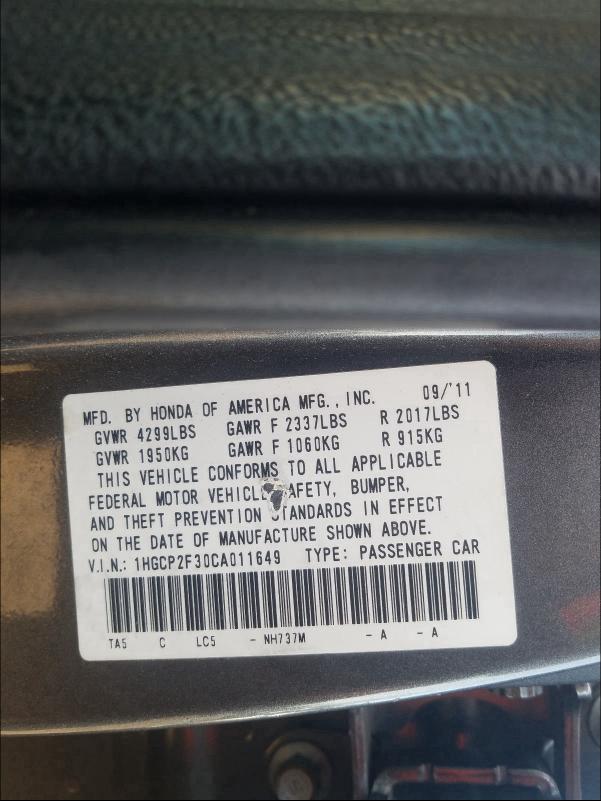 MFD. BY HONDA OF AMERICA MFG., INC. 09/'11
GVWR 4299LBS GAWR F 2337LBS R 2017LBS
GVWR 1950KG GAWR F 1060KG R 915KG
THIS VEHICLE CONFORMS TO ALL APPLICABLE
FEDERAL MOTOR VEHICLE AFETY, BUMPER,
AND THEFT PREVENTION STANDARDS IN EFFECT
ON THE DATE OF MANUFACTURE SHOWN ABOVE.
V.I.N.: 1HGCP2F30CA011649 TYPE: PASSENGER CAR
TA5 C LC5 - NH737M - A - A